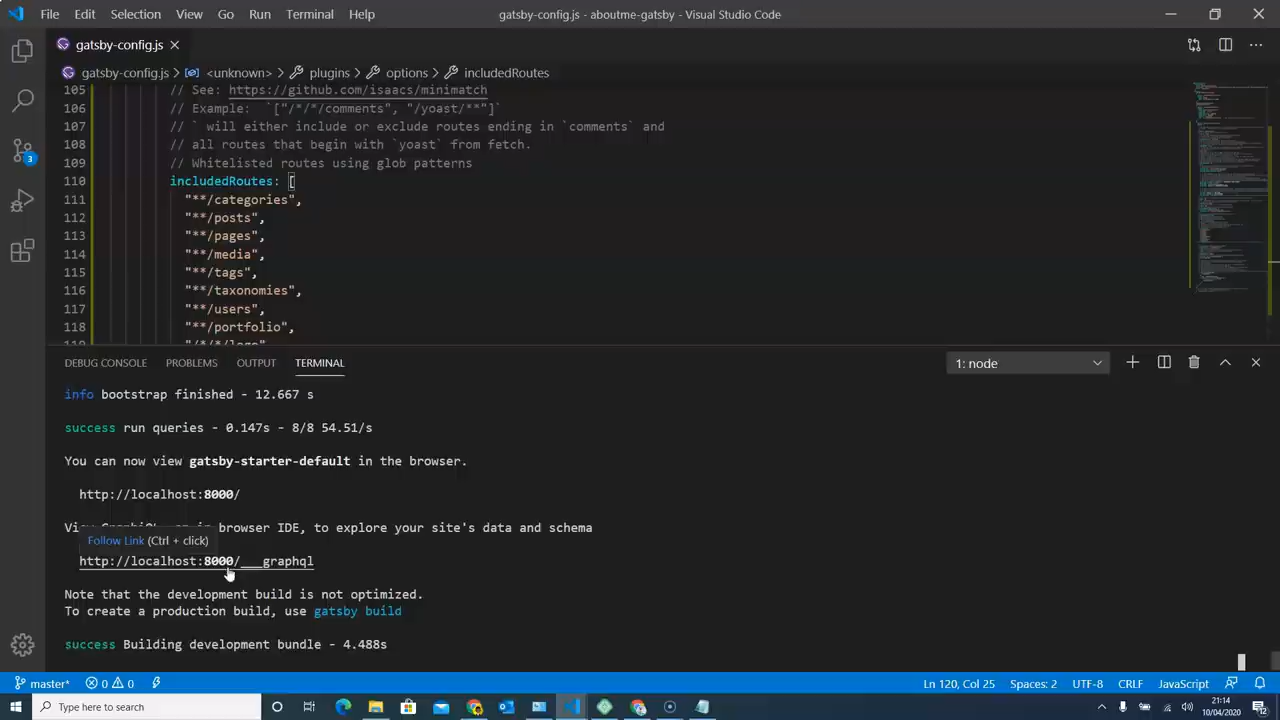 File Edit Selection View Go Run Terminal Help gatsby-config.js - aboutme-gatsby - Visual Studio Code
gatsby-config.js
gatsby-config.js > <unknown> > plugins > options > includedRoutes
105 // See: https://github.com/isaacs/minimatch
106 // Example: `["/*/*/comments", "/yoast/**"]`
107 // ` will either include or exclude routes ending in `comments` and
108 // all routes that begin with `yoast` from fetch.
109 // Whitelisted routes using glob patterns
110 includedRoutes: [
111 "**/categories",
112 "**/posts",
113 "**/pages",
114 "**/media",
115 "**/tags",
116 "**/taxonomies",
117 "**/users",
118 "**/portfolio",
3
DEBUG CONSOLE PROBLEMS OUTPUT TERMINAL 1: node
info bootstrap finished - 12.667 s
success run queries - 0.147s - 8/8 54.51/s
You can now view gatsby-starter-default in the browser.
http://localhost:8000/
View GraphiQL, an in-browser IDE, to explore your site's data and schema
Follow Link (Ctrl + click)
http://localhost:8000/___graphql
Note that the development build is not optimized.
To create a production build, use gatsby build
success Building development bundle - 4.488s
master* 0 0 Ln 120, Col 25 Spaces: 2 UTF-8 CRLF JavaScript
Type here to search
21:14
10/04/2020
12